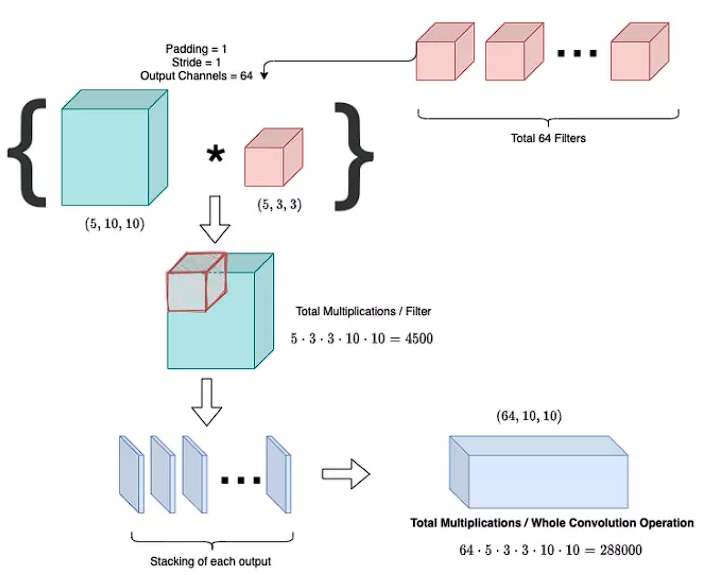 Padding = 1
Stride = 1
Output Channels = 64
Total 64 Filters
{ * }
(5, 10, 10)
(5, 3, 3)
Total Multiplications / Filter
5 · 3 · 3 · 10 · 10 = 4500
(64, 10, 10)
Total Multiplications / Whole Convolution Operation
64 · 5 · 3 · 3 · 10 · 10 = 288000
Stacking of each output